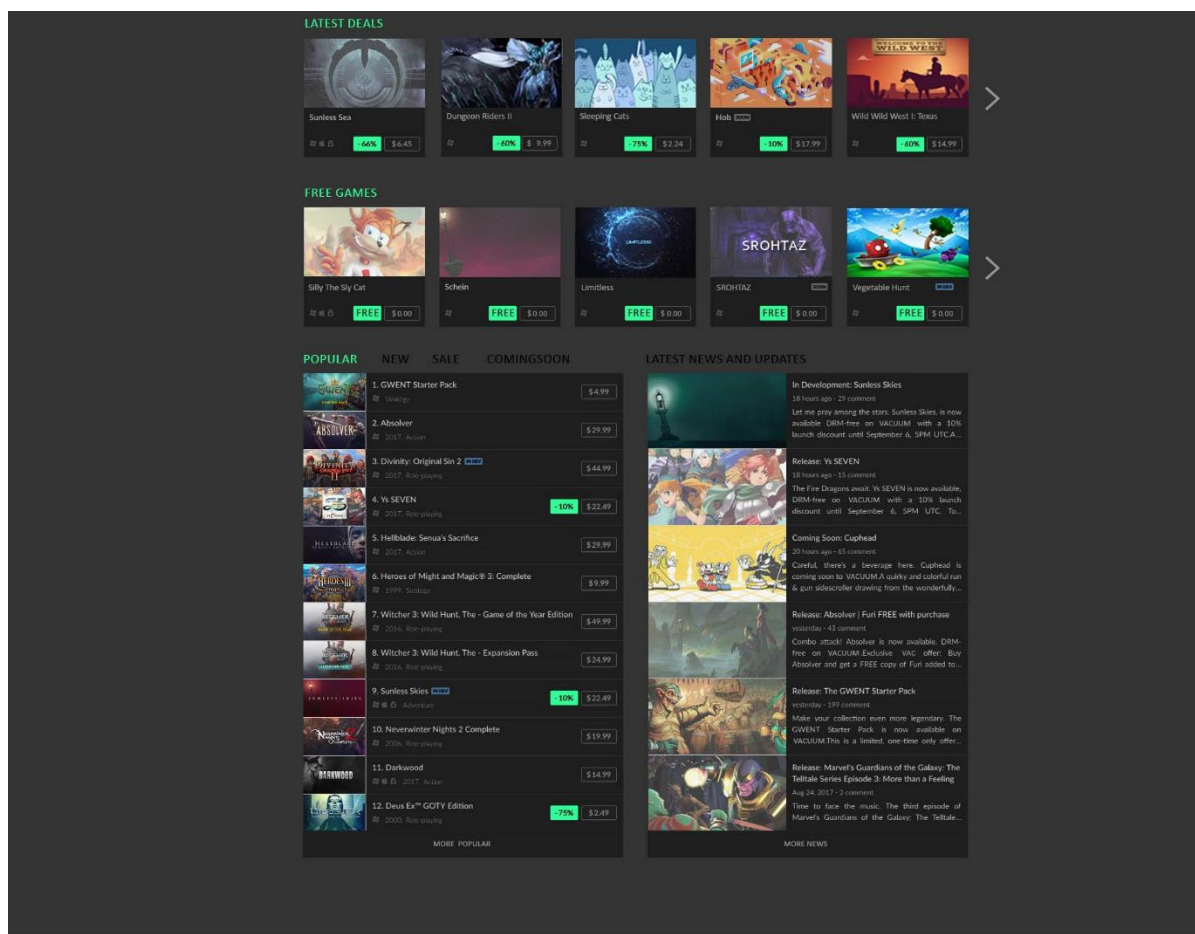 LATEST DEALS
WELCOME TO THE
WILD WEST
Sunless Sea
Dungeon Riders II
Sleeping Cats
Hob
Wild Wild West I: Texas
-66% $6.45
-60% $ 9.99
-75% $2.24
-10% $17.99
-60% $14.99
FREE GAMES
LIMITLESS
SROHTAZ
Silly The Sly Cat
Schein
Limitless
SROHTAZ
Vegetable Hunt
FREE $0.00
FREE $0.00
FREE $0.00
FREE $0.00
FREE $0.00
POPULAR NEW SALE COMINGSOON
GWENT
1. GWENT Starter Pack
Strategy
$4.99
ABSOLVER
2. Absolver
2017, Action
$29.99
DIVINITY
II
3. Divinity: Original Sin 2
2017, Role-playing
$44.99
4. Ys SEVEN
2017, Role-playing
-10% $22.49
HELLBLADE
5. Hellblade: Senua's Sacrifice
2017, Action
$29.99
HEROES III
6. Heroes of Might and Magic® 3: Complete
1999, Strategy
$9.99
7. Witcher 3: Wild Hunt, The - Game of the Year Edition
2016, Role-playing
$49.99
8. Witcher 3: Wild Hunt, The - Expansion Pass
2016, Role-playing
$24.99
SUNLESS SKIES
9. Sunless Skies
Adventure
-10% $22.49
10. Neverwinter Nights 2 Complete
2006, Role-playing
$19.99
DARKWOOD
11. Darkwood
2017, Action
$14.99
12. Deus Ex™ GOTY Edition
2000, Role-playing
-75% $2.49
MORE POPULAR
LATEST NEWS AND UPDATES
In Development: Sunless Skies
18 hours ago - 29 comment
Let me pray among the stars. Sunless Skies, is now
available DRM-free on VACUUM with a 10%
launch discount until September 6, 5PM UTC.A...
Release: Ys SEVEN
18 hours ago - 15 comment
The Fire Dragons await. Ys SEVEN is now available,
DRM-free on VACUUM with a 10% launch
discount until September 6, 5PM UTC. To...
Coming Soon: Cuphead
20 hours ago - 65 comment
Careful, there's a beverage here. Cuphead is
coming soon to VACUUM.A quirky and colorful run
& gun sidescroller drawing from the wonderfully...
Release: Absolver | Furi FREE with purchase
yesterday - 43 comment
Combo attack! Absolver is now available, DRM-
free on VACUUM.Exclusive VAC offer: Buy
Absolver and get a FREE copy of Furi added to...
Release: The GWENT Starter Pack
yesterday - 199 comment
Make your collection even more legendary. The
GWENT Starter Pack is now available on
VACUUM.This is a limited, one-time only offer...
Release: Marvel's Guardians of the Galaxy: The
Telltale Series Episode 3: More than a Feeling
Aug 24, 2017 - 2 comment
Time to face the music. The third episode of
Marvel's Guardians of the Galaxy: The Telltale...
MORE NEWS